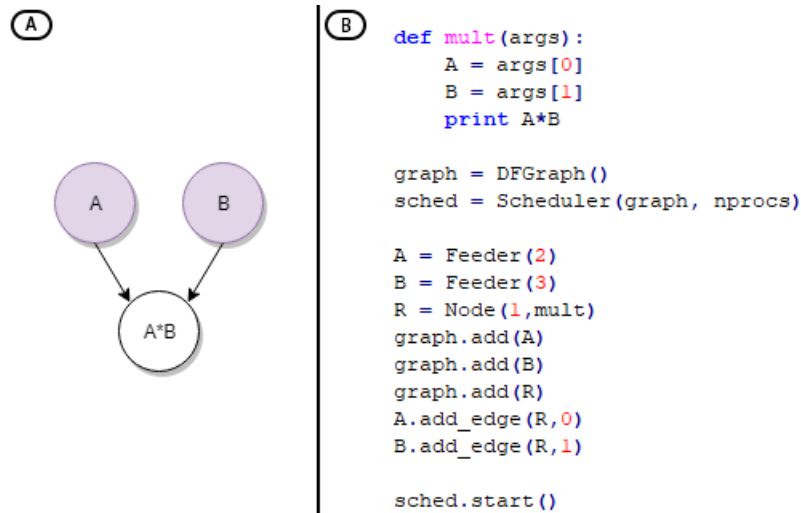 A
A
B
A*B
B
def mult(args):
    A = args[0]
    B = args[1]
    print A*B
graph = DFGraph()
sched = Scheduler(graph, nprocs)
A = Feeder(2)
B = Feeder(3)
R = Node(1,mult)
graph.add(A)
graph.add(B)
graph.add(R)
A.add_edge(R,0)
B.add_edge(R,1)
sched.start()